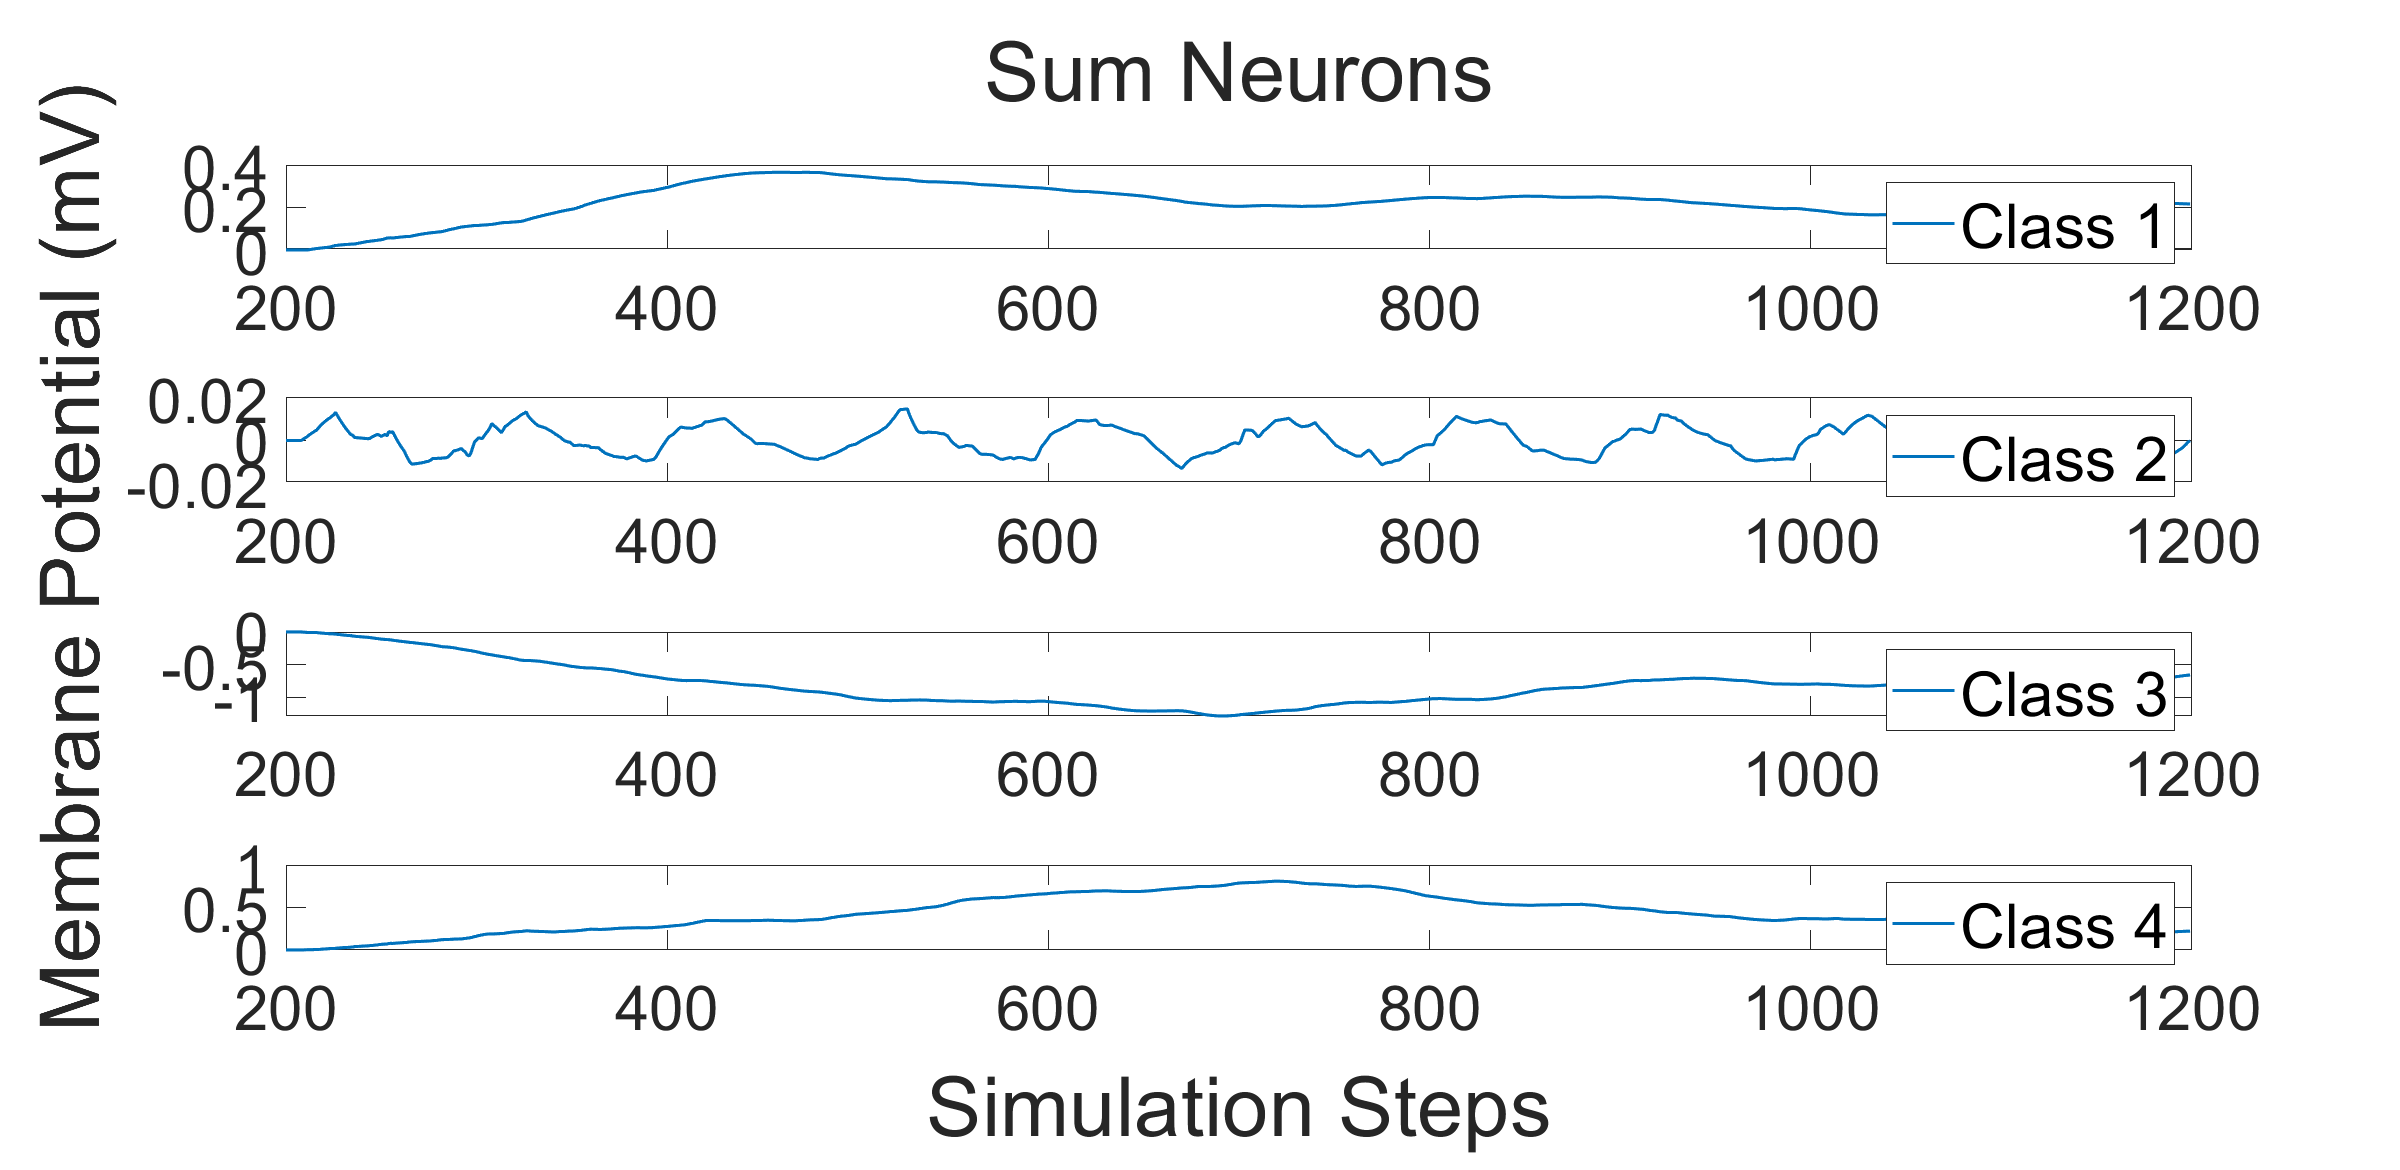 Sum Neurons
Membrane Potential (mV)
0.4
0.2
0
200 400 600 800 1000 1200
Class 1
0.02
0
-0.02
200 400 600 800 1000 1200
Class 2
0
-0.5
-1
200 400 600 800 1000 1200
Class 3
1
0.5
0
200 400 600 800 1000 1200
Class 4
Simulation Steps